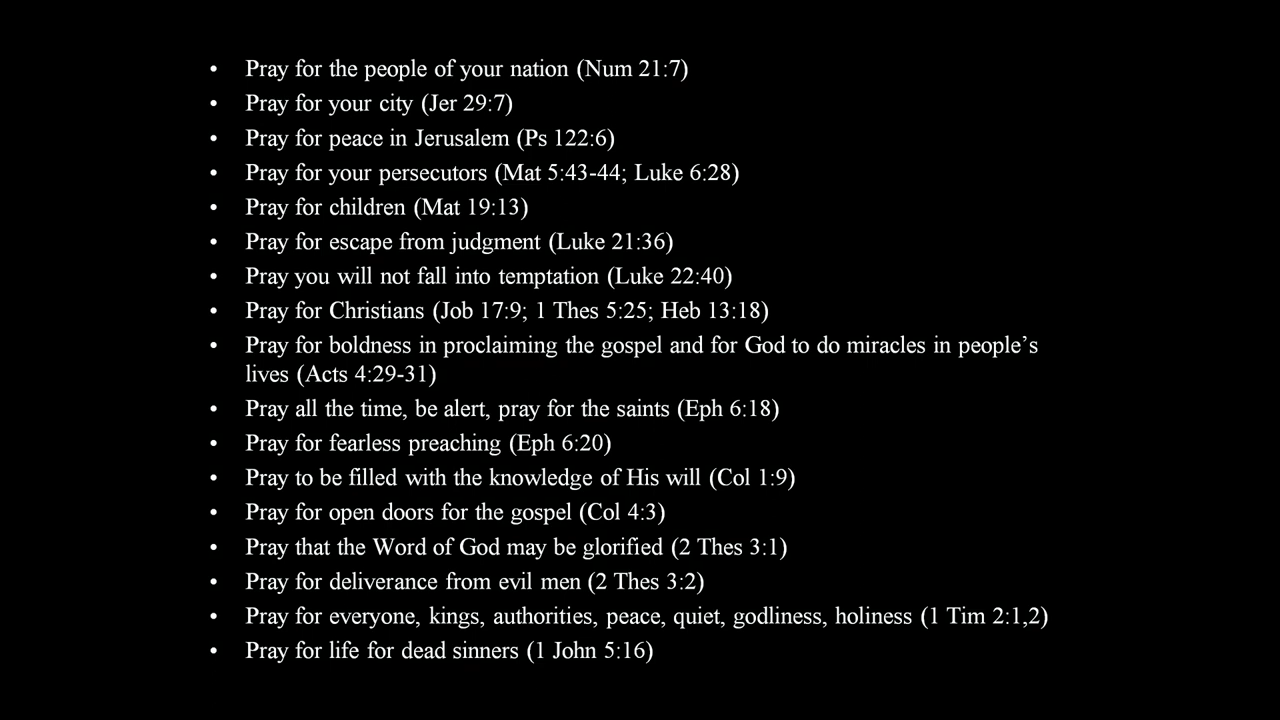 • Pray for the people of your nation (Num 21:7)
• Pray for your city (Jer 29:7)
• Pray for peace in Jerusalem (Ps 122:6)
• Pray for your persecutors (Mat 5:43-44; Luke 6:28)
• Pray for children (Mat 19:13)
• Pray for escape from judgment (Luke 21:36)
• Pray you will not fall into temptation (Luke 22:40)
• Pray for Christians (Job 17:9; 1 Thes 5:25; Heb 13:18)
• Pray for boldness in proclaiming the gospel and for God to do miracles in people’s
lives (Acts 4:29-31)
• Pray all the time, be alert, pray for the saints (Eph 6:18)
• Pray for fearless preaching (Eph 6:20)
• Pray to be filled with the knowledge of His will (Col 1:9)
• Pray for open doors for the gospel (Col 4:3)
• Pray that the Word of God may be glorified (2 Thes 3:1)
• Pray for deliverance from evil men (2 Thes 3:2)
• Pray for everyone, kings, authorities, peace, quiet, godliness, holiness (1 Tim 2:1,2)
• Pray for life for dead sinners (1 John 5:16)